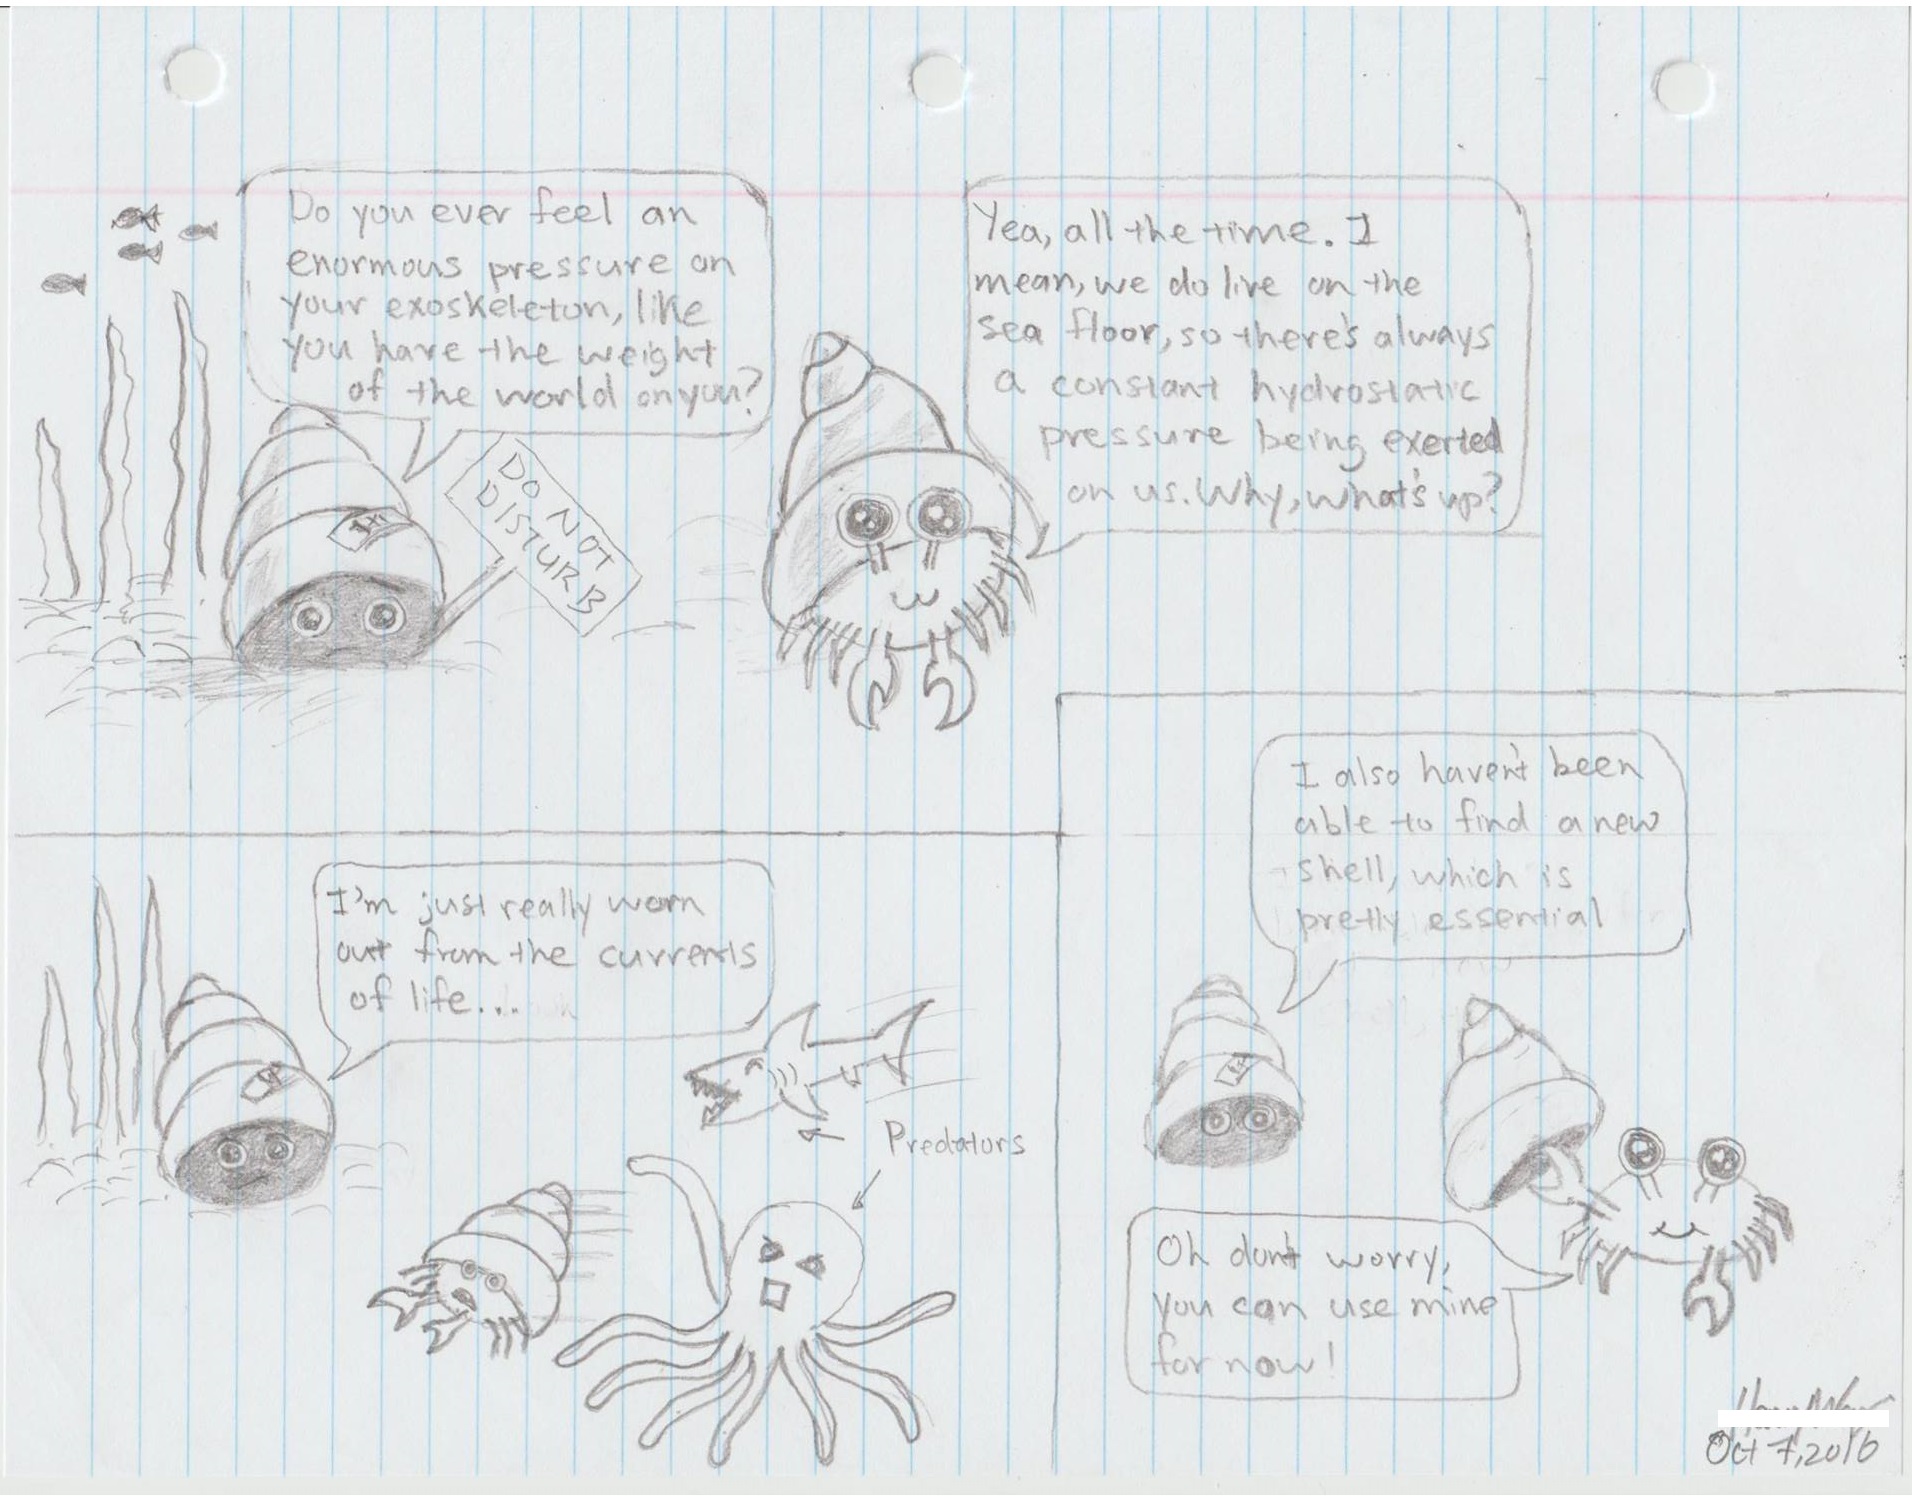 Do you ever feel an
enormous pressure on
your exoskeleton, like
you have the weight
of the world on you?
DO NOT
DISTURB
Yea, all the time. I
mean, we do live on the
sea floor, so there's always
a constant hydrostatic
pressure being exerted
on us. Why, what's up?
I'm just really worn
out from the currents
of life...
Predators
I also haven't been
able to find a new
shell, which is
pretty essential
Oh don't worry,
you can use mine
for now!
Oct 7, 2016